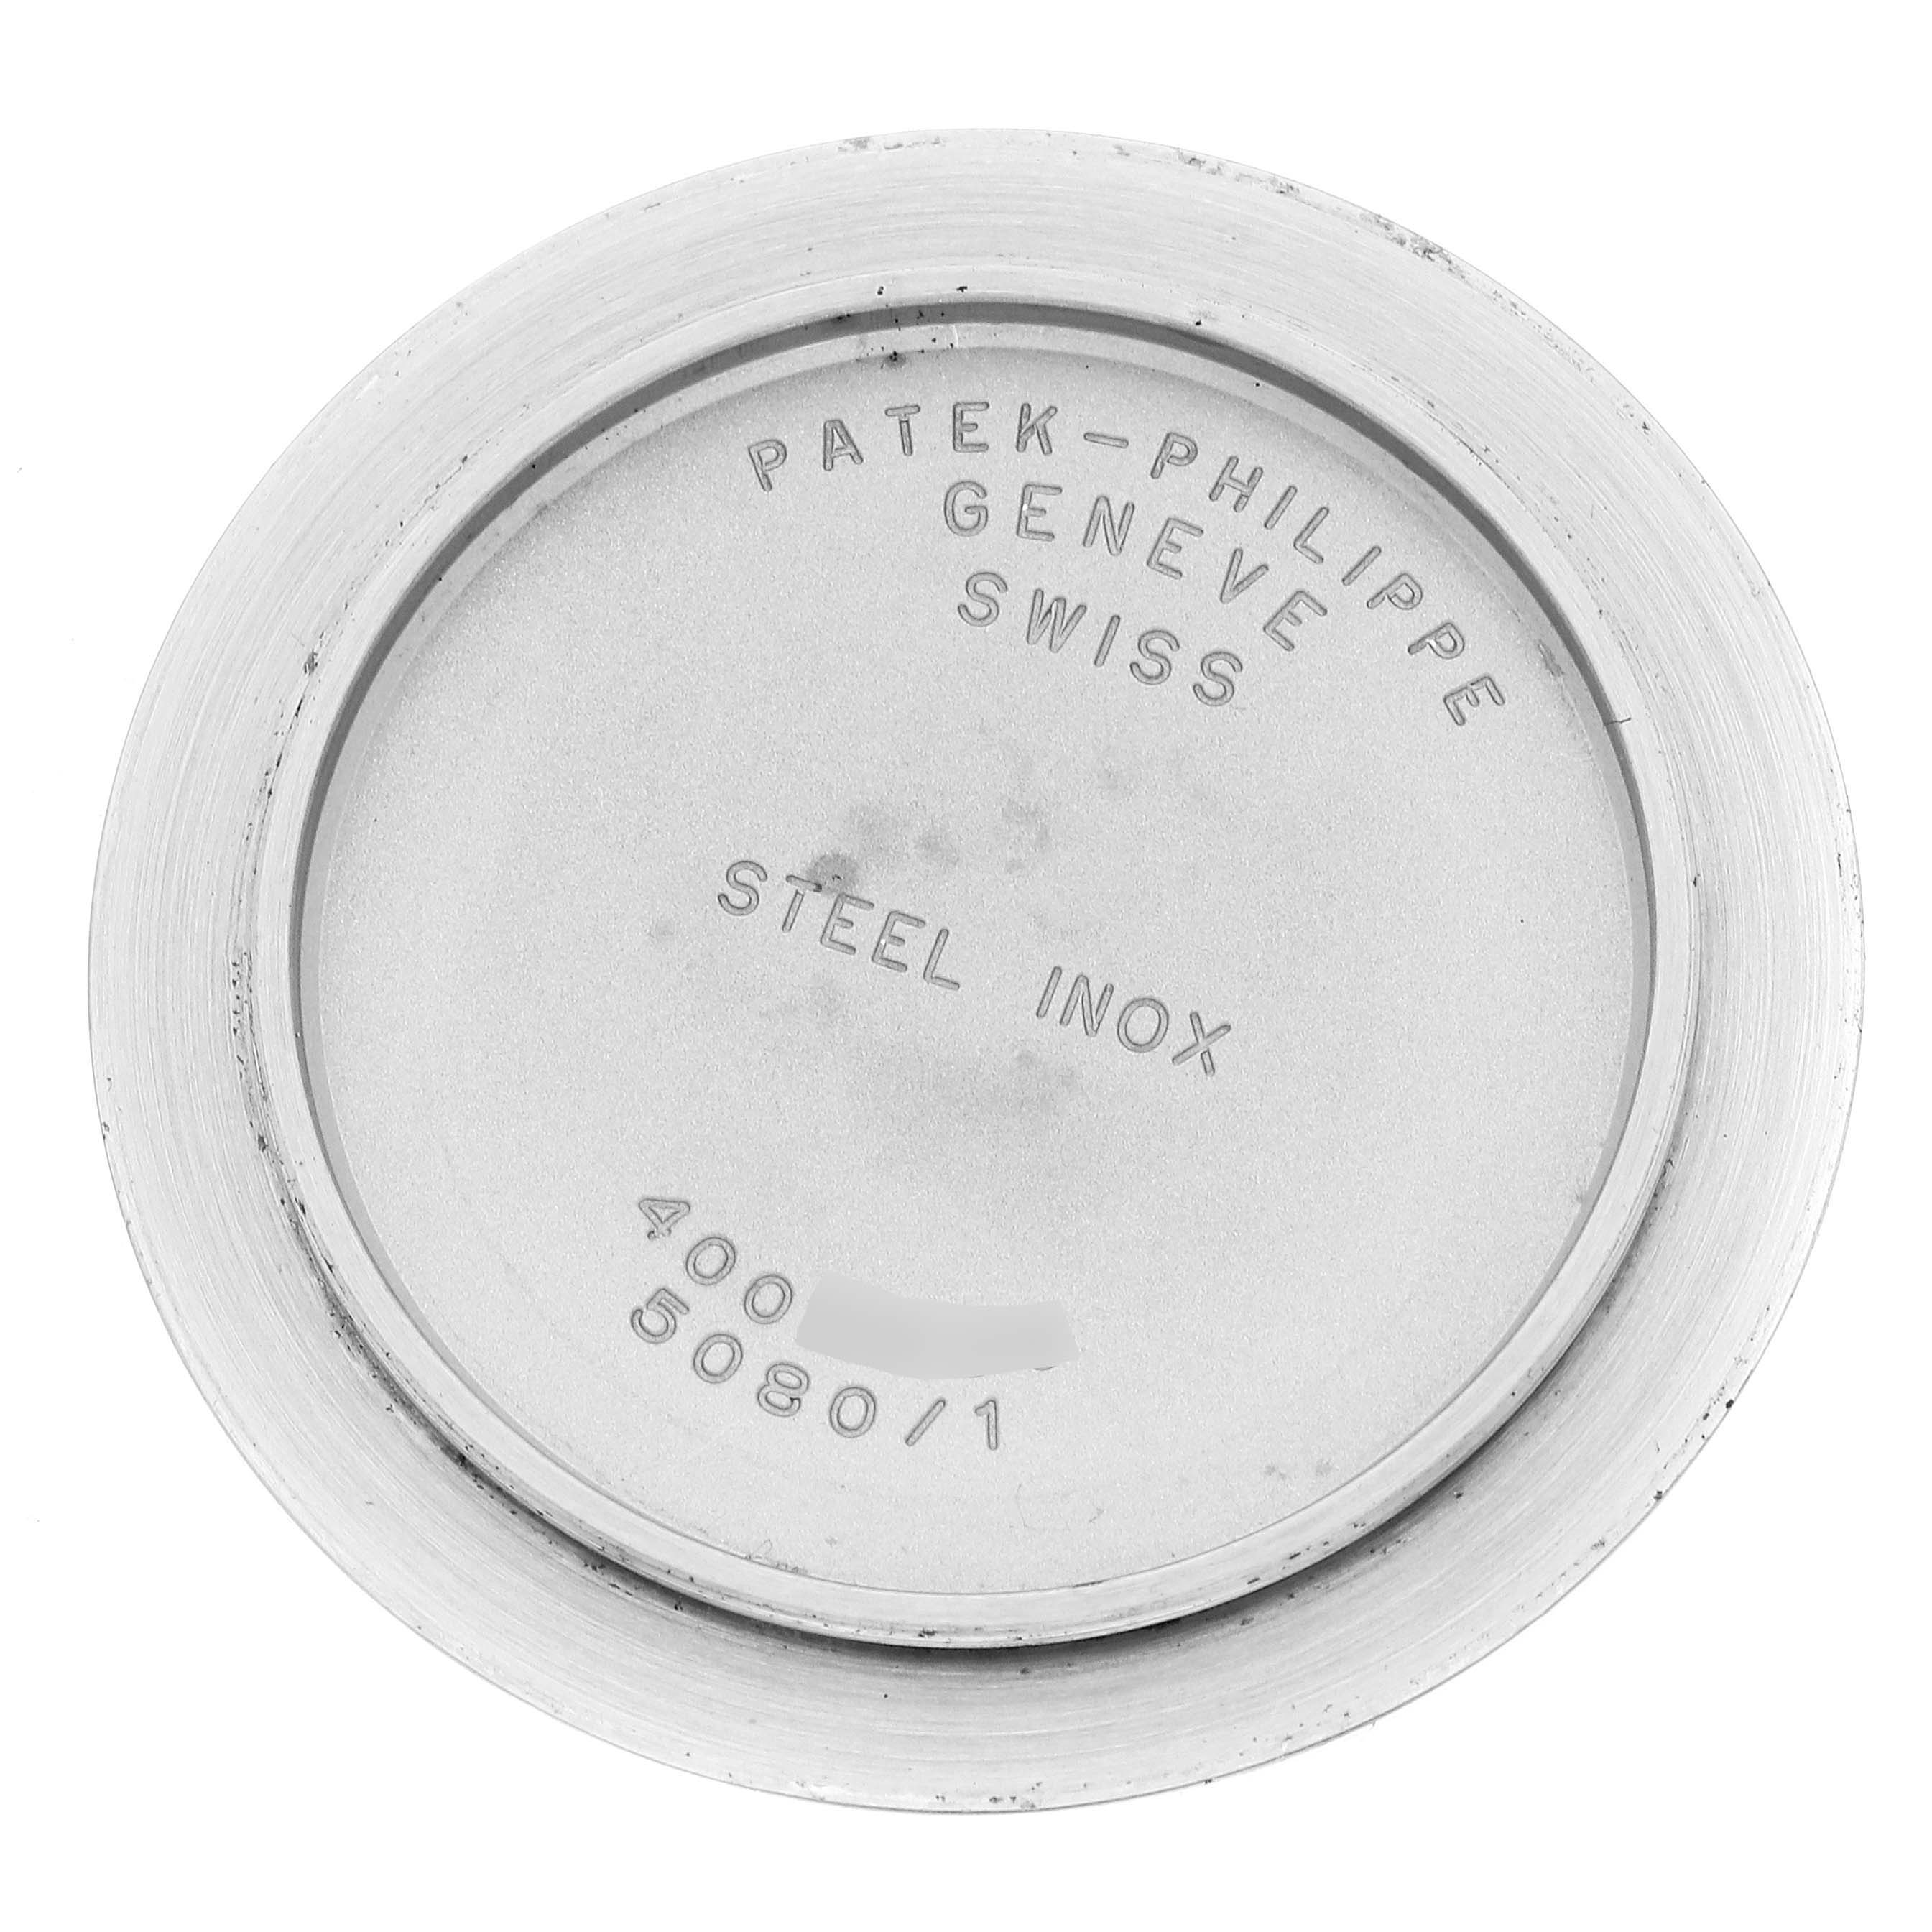 PATEK-PHILIPPE
GENEVE
SWISS
STEEL INOX
400
5080/1